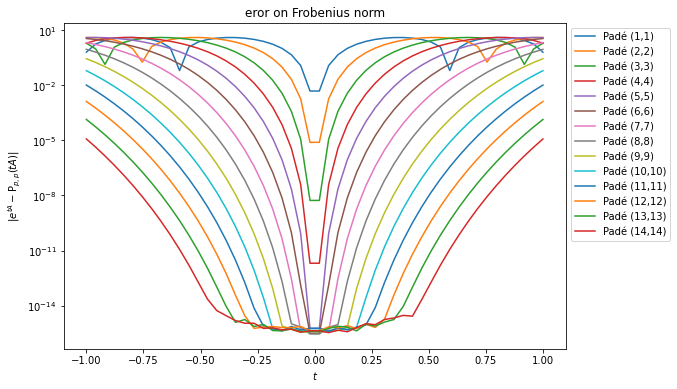 eror on Frobenius norm
10¹
10⁻²
10⁻⁵
10⁻⁸
10⁻¹¹
10⁻¹⁴
|e^{tA} − P_{p, p}(tA)|
−1.00
−0.75
−0.50
−0.25
0.00
0.25
0.50
0.75
1.00
t
Padé (1,1)
Padé (2,2)
Padé (3,3)
Padé (4,4)
Padé (5,5)
Padé (6,6)
Padé (7,7)
Padé (8,8)
Padé (9,9)
Padé (10,10)
Padé (11,11)
Padé (12,12)
Padé (13,13)
Padé (14,14)